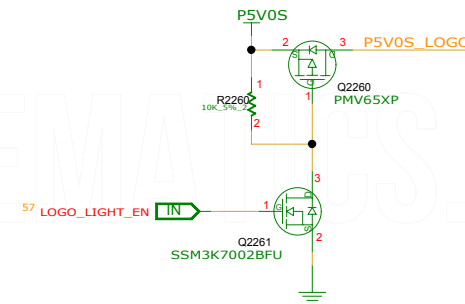 P5V0S
2
3
P5V0S_LOGO
S
D
G
1
R2260
10K_5%_2
2
1
Q2260
PMV65XP
3
57
LOGO_LIGHT_EN
IN
1
G
D
S
Q2261
2
SSM3K7002BFU